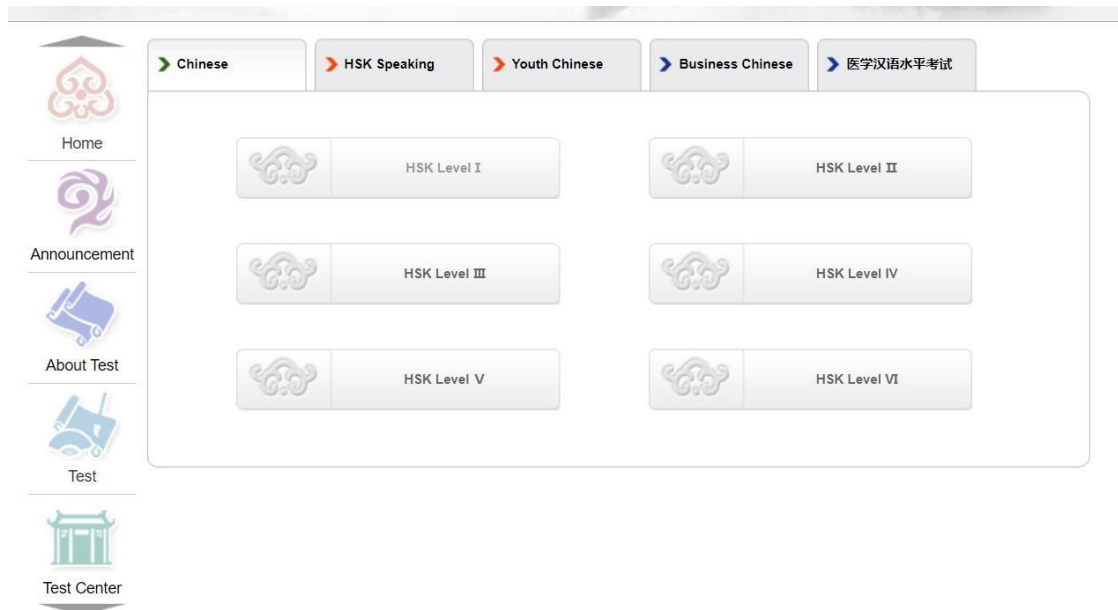 Chinese
HSK Speaking
Youth Chinese
Business Chinese
医学汉语水平考试
Home
Announcement
About Test
Test
Test Center
HSK Level Ⅰ
HSK Level Ⅱ
HSK Level Ⅲ
HSK Level Ⅳ
HSK Level Ⅴ
HSK Level Ⅵ